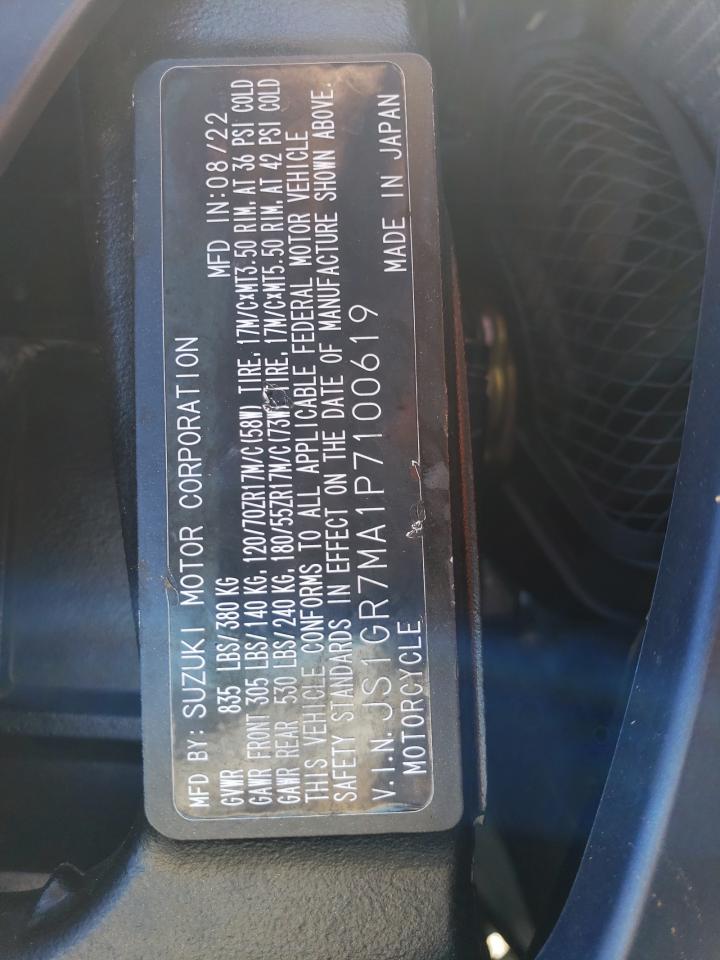 MFD BY: SUZUKI MOTOR CORPORATION MFD IN:08/22
GVWR 835 LBS/ 380 KG
GAWR FRONT 305 LBS/ 140 KG, 120/70ZR17M/C(58W) TIRE, 17M/CxMT3.50 RIM, AT 36 PSI COLD
GAWR REAR 530 LBS/ 240 KG, 180/55ZR17M/C(73W) TIRE, 17M/CxMT5.50 RIM, AT 42 PSI COLD
THIS VEHICLE CONFORMS TO ALL APPLICABLE FEDERAL MOTOR VEHICLE
SAFETY STANDARDS IN EFFECT ON THE DATE OF MANUFACTURE SHOWN ABOVE.
V.I.N. JS1GR7MA1P7100619
MOTORCYCLE MADE IN JAPAN